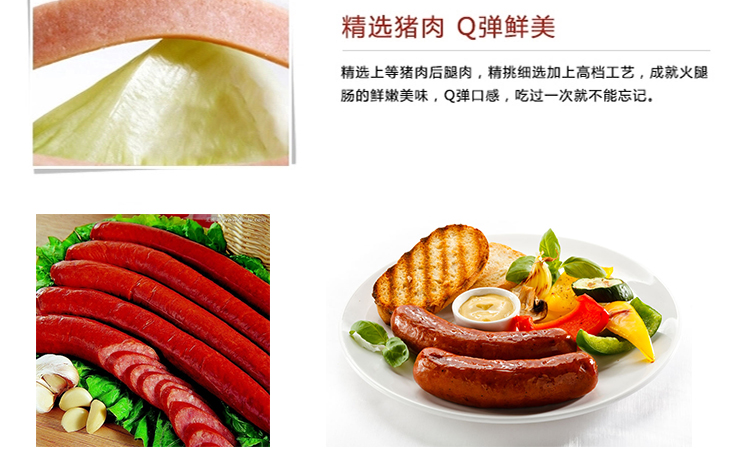 精选猪肉 Q弹鲜美
精选上等猪肉后腿肉，精挑细选加上高档工艺，成就火腿
肠的鲜嫩美味，Q弹口感，吃过一次就不能忘记。